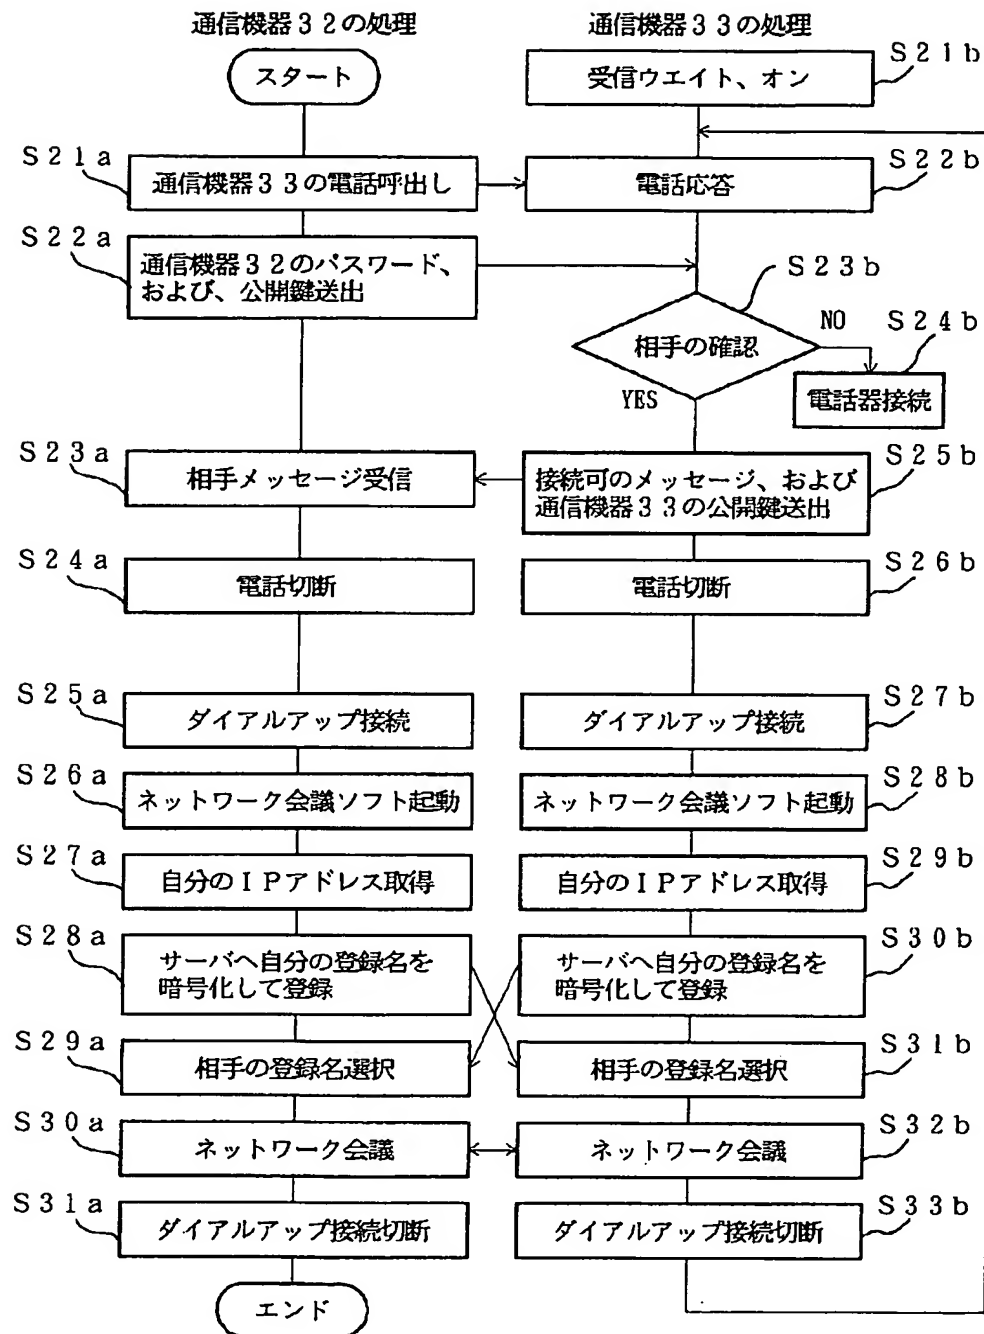 通信機器３２の処理
通信機器３３の処理
スタート
受信ウエイト、オン
S21b
S21a
通信機器３３の電話呼出し
電話応答
S22b
S22a
通信機器３２のパスワード、
および、公開鍵送出
S23b
相手の確認
NO
S24b
YES
電話器接続
S23a
相手メッセージ受信
接続可のメッセージ、および
通信機器３３の公開鍵送出
S25b
S24a
電話切断
電話切断
S26b
S25a
ダイアルアップ接続
ダイアルアップ接続
S27b
S26a
ネットワーク会議ソフト起動
ネットワーク会議ソフト起動
S28b
S27a
自分のＩＰアドレス取得
自分のＩＰアドレス取得
S29b
S28a
サーバへ自分の登録名を
暗号化して登録
サーバへ自分の登録名を
暗号化して登録
S30b
S29a
相手の登録名選択
相手の登録名選択
S31b
S30a
ネットワーク会議
ネットワーク会議
S32b
S31a
ダイアルアップ接続切断
ダイアルアップ接続切断
S33b
エンド